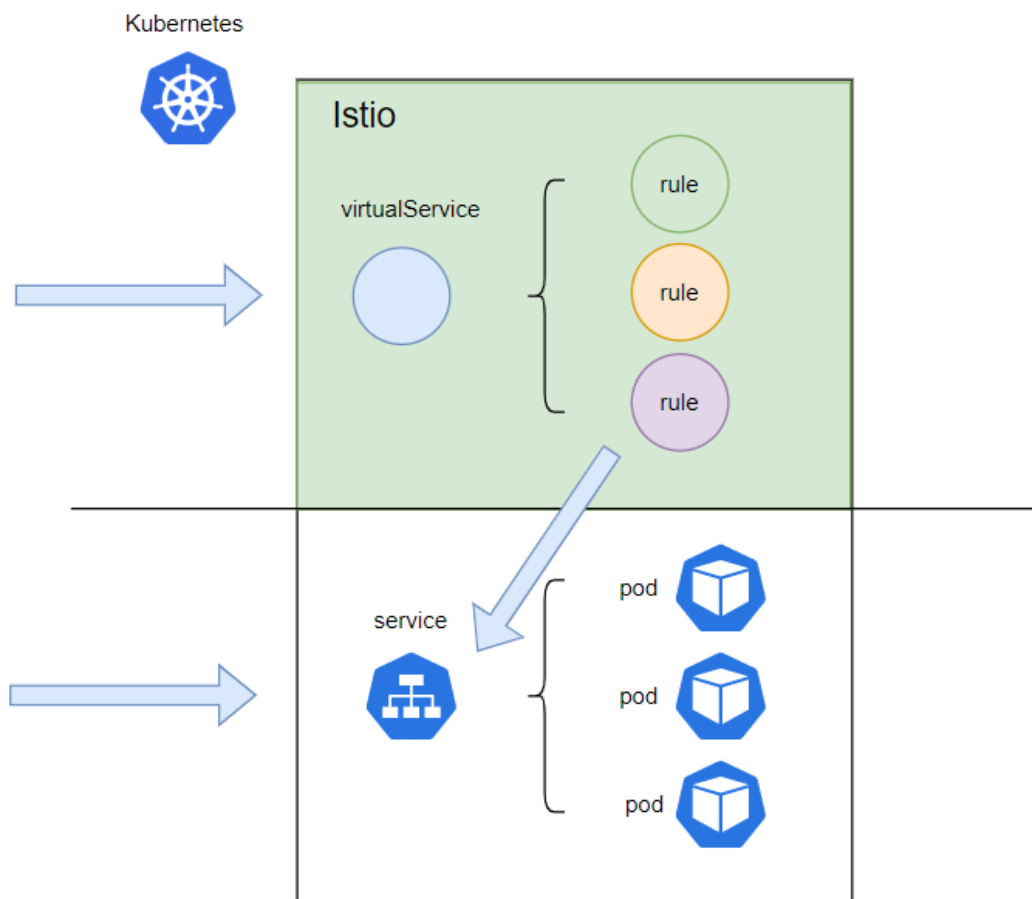 Kubernetes
Istio
virtualService
rule
rule
rule
service
pod
pod
pod